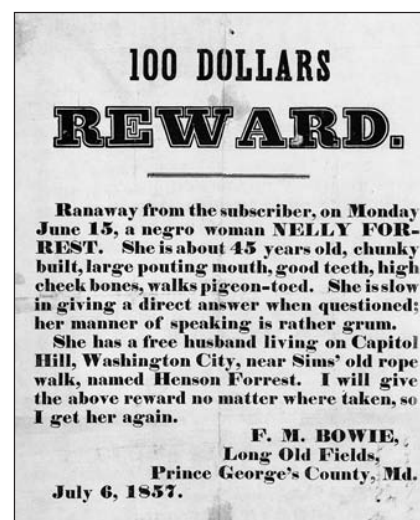 100 DOLLARS
REWARD.
Ranaway from the subscriber, on Monday
June 15, a negro woman NELLY FOR-
REST. She is about 45 years old, chunky
built, large pouting mouth, good teeth, high
cheek bones, walks pigeon-toed. She is slow
in giving a direct answer when questioned;
her manner of speaking is rather grum.
She has a free husband living on Capitol
Hill, Washington City, near Sims' old rope
walk, named Henson Forrest. I will give
the above reward no matter where taken, so
I get her again.
F. M. BOWIE,
Long Old Fields,
Prince George's County, Md.
July 6, 1857.